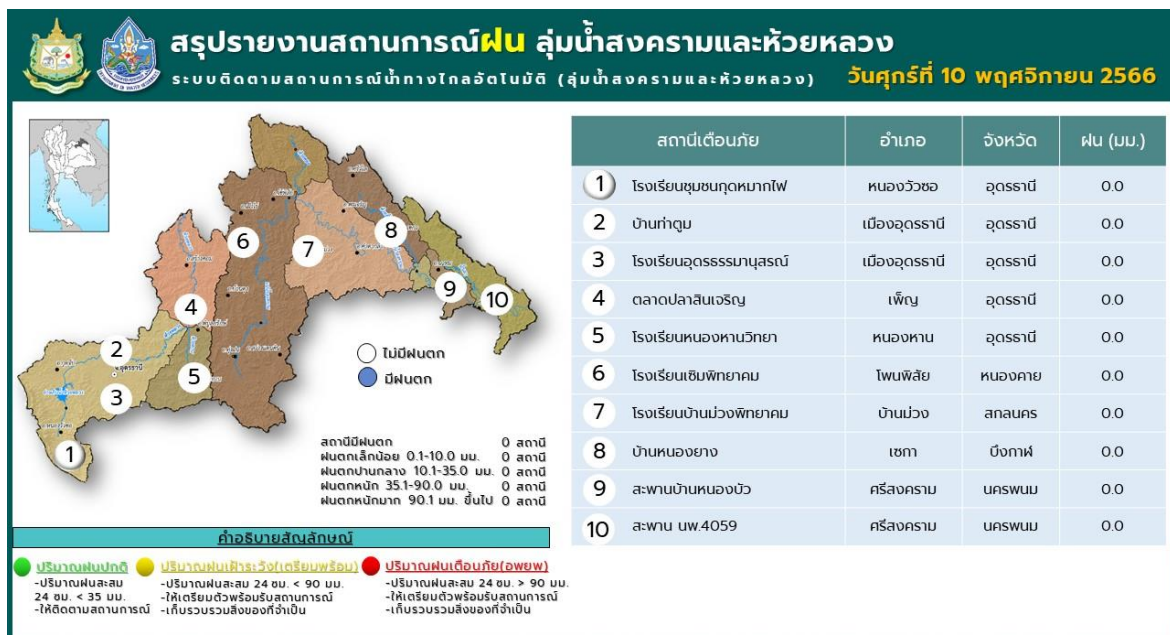 สรุปรายงานสถานการณ์ฝน ลุ่มน้ำสงครามและห้วยหลวง
ระบบติดตามสถานการณ์น้ำทางไกลอัตโนมัติ (ลุ่มน้ำสงครามและห้วยหลวง)
วันศุกร์ที่ 10 พฤศจิกายน 2566
1
2
3
4
5
6
7
8
9
10
อ.อุดรธานี
ไม่มีฝนตก
มีฝนตก
สถานีมีฝนตก 0 สถานี
ฝนตกเล็กน้อย 0.1-10.0 มม. 0 สถานี
ฝนตกปานกลาง 10.1-35.0 มม. 0 สถานี
ฝนตกหนัก 35.1-90.0 มม. 0 สถานี
ฝนตกหนักมาก 90.1 มม. ขึ้นไป 0 สถานี
สถานีเตือนภัย อำเภอ จังหวัด ฝน (มม.)
1 โรงเรียนชุมชนกุดหมากไฟ หนองวัวซอ อุดรธานี 0.0
2 บ้านท่าตูม เมืองอุดรธานี อุดรธานี 0.0
3 โรงเรียนอุดรธรรมานุสรณ์ เมืองอุดรธานี อุดรธานี 0.0
4 ตลาดปลาสินเจริญ เพ็ญ อุดรธานี 0.0
5 โรงเรียนหนองหานวิทยา หนองหาน อุดรธานี 0.0
6 โรงเรียนเซิมพิทยาคม โพนพิสัย หนองคาย 0.0
7 โรงเรียนบ้านม่วงพิทยาคม บ้านม่วง สกลนคร 0.0
8 บ้านหนองยาง เซกา บึงกาฬ 0.0
9 สะพานบ้านหนองบัว ศรีสงคราม นครพนม 0.0
10 สะพาน นพ.4059 ศรีสงคราม นครพนม 0.0
คำอธิบายสัญลักษณ์
ปริมาณฝนปกติ
-ปริมาณฝนสะสม
24 ชม. < 35 มม.
-ให้ติดตามสถานการณ์
ปริมาณฝนเฝ้าระวัง(เตรียมพร้อม)
-ปริมาณฝนสะสม 24 ชม. < 90 มม.
-ให้เตรียมตัวพร้อมรับสถานการณ์
-เก็บรวบรวมสิ่งของที่จำเป็น
ปริมาณฝนเตือนภัย(อพยพ)
-ปริมาณฝนสะสม 24 ชม. > 90 มม.
-ให้เตรียมตัวพร้อมรับสถานการณ์
-เก็บรวบรวมสิ่งของที่จำเป็น